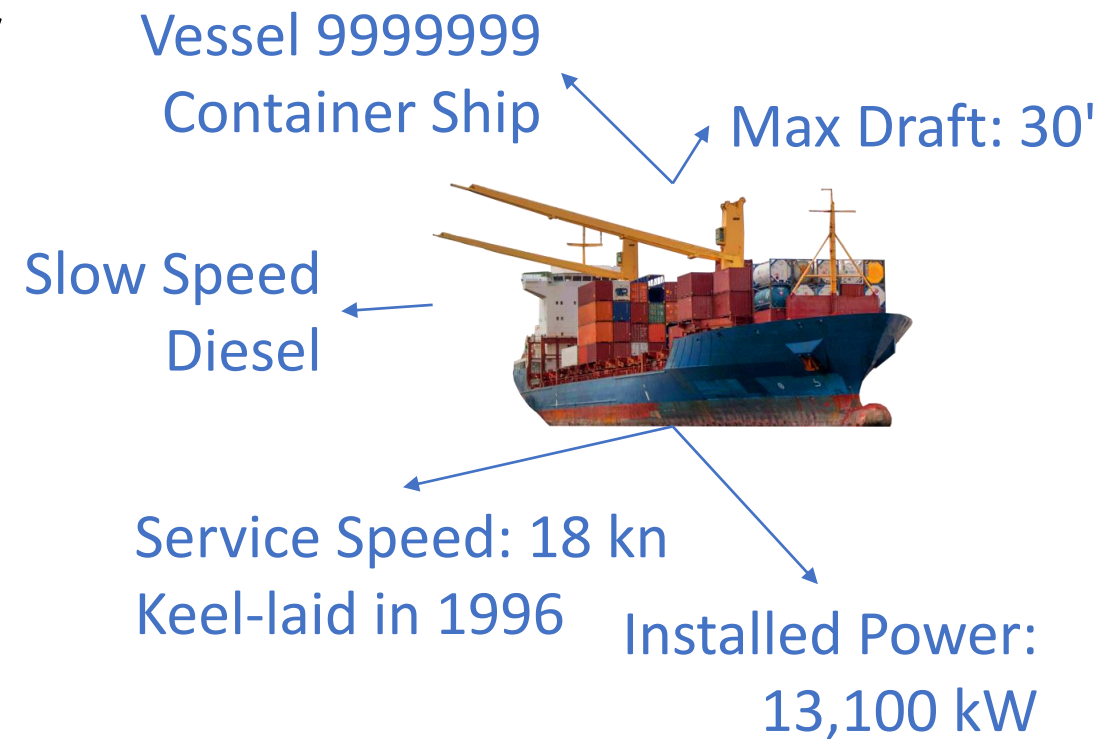 Vessel 9999999
Container Ship
Max Draft: 30'
Slow Speed
Diesel
Service Speed: 18 kn
Keel-laid in 1996
Installed Power:
13,100 kW